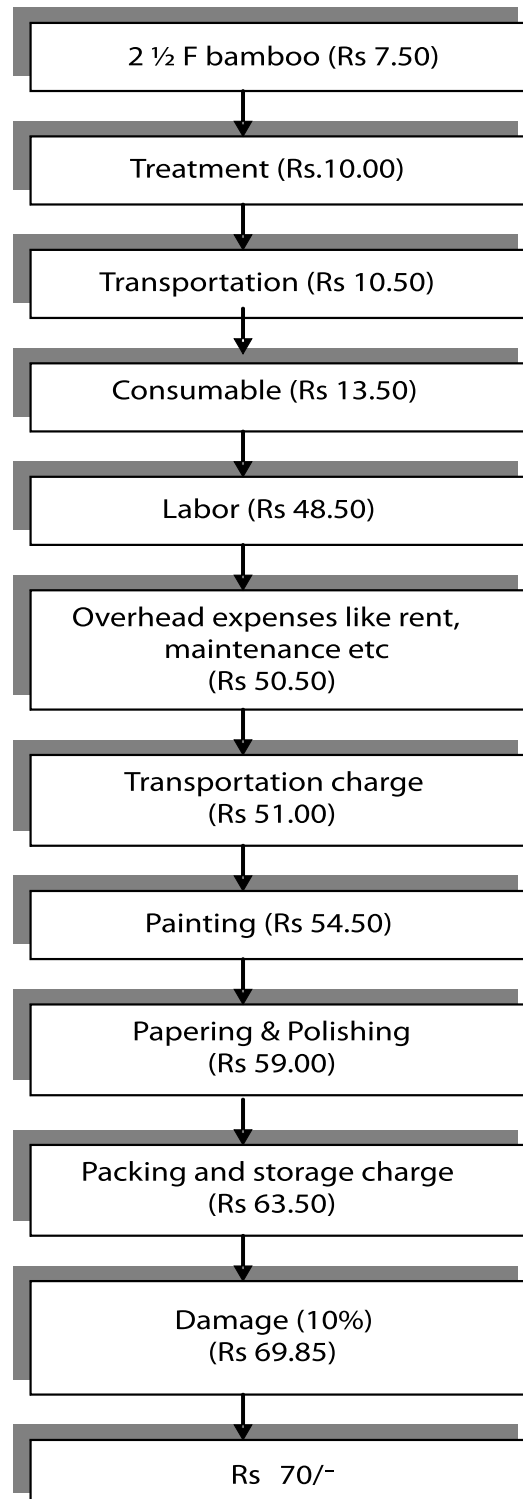 2 ½ F bamboo (Rs 7.50)
Treatment (Rs.10.00)
Transportation (Rs 10.50)
Consumable (Rs 13.50)
Labor (Rs 48.50)
Overhead expenses like rent,
maintenance etc
(Rs 50.50)
Transportation charge
(Rs 51.00)
Painting (Rs 54.50)
Papering & Polishing
(Rs 59.00)
Packing and storage charge
(Rs 63.50)
Damage (10%)
(Rs 69.85)
Rs 70/-